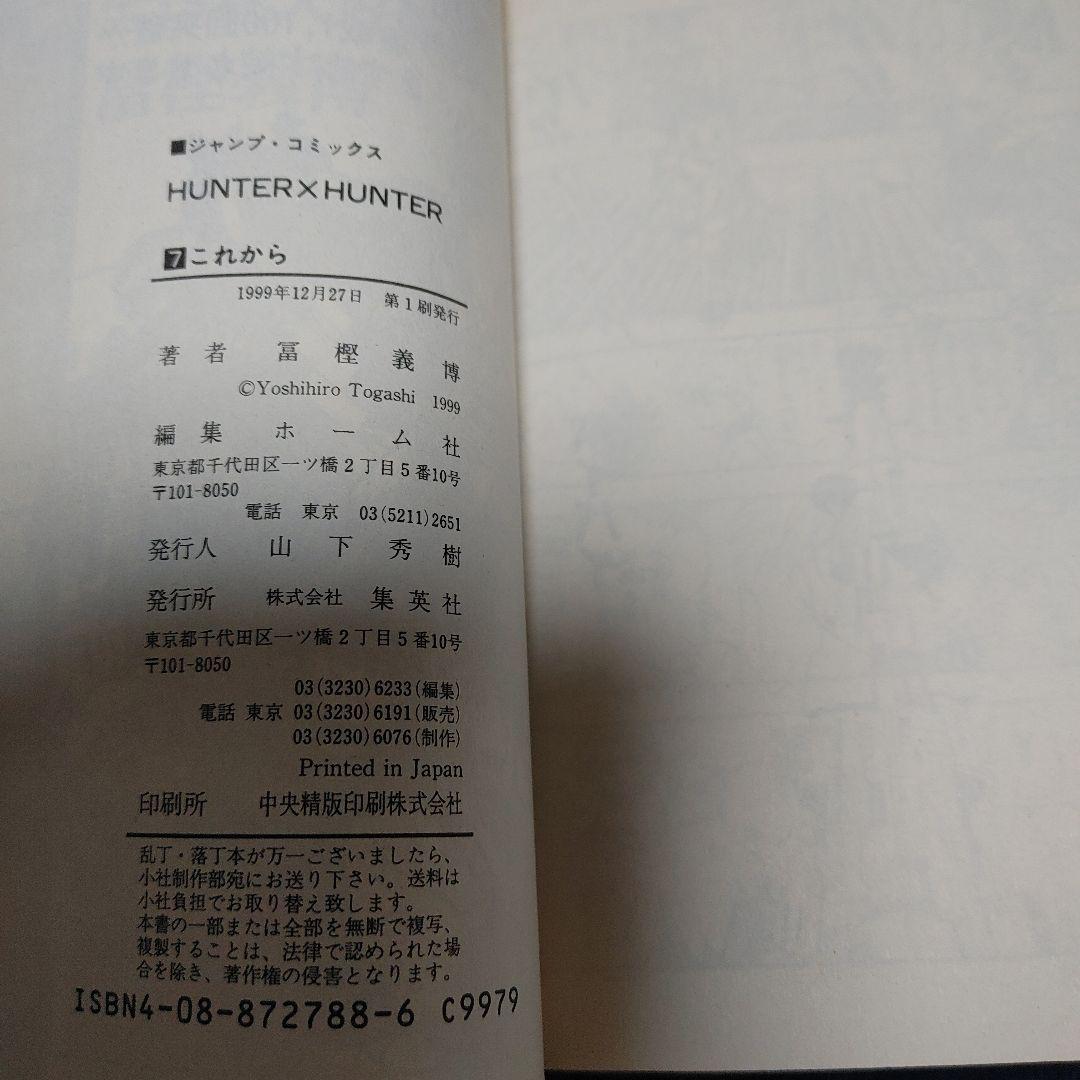 ■ジャンプ・コミックス
HUNTER×HUNTER
7これから
1999年12月27日 第1刷発行
著者 冨樫義博
©Yoshihiro Togashi 1999
編集 ホーム社
東京都千代田区一ツ橋2丁目5番10号
〒101-8050
電話 東京 03(5211)2651
発行人 山下秀樹
発行所 株式会社 集英社
東京都千代田区一ツ橋2丁目5番10号
〒101-8050
03(3230)6233(編集)
電話 東京 03(3230)6191(販売)
03(3230)6076(制作)
Printed in Japan
印刷所 中央精版印刷株式会社
乱丁・落丁本が万一ございましたら、
小社制作部宛にお送り下さい。送料は
小社負担でお取り替え致します。
本書の一部または全部を無断で複写、
複製することは、法律で認められた場
合を除き、著作権の侵害となります。
ISBN4-08-872788-6 C9979